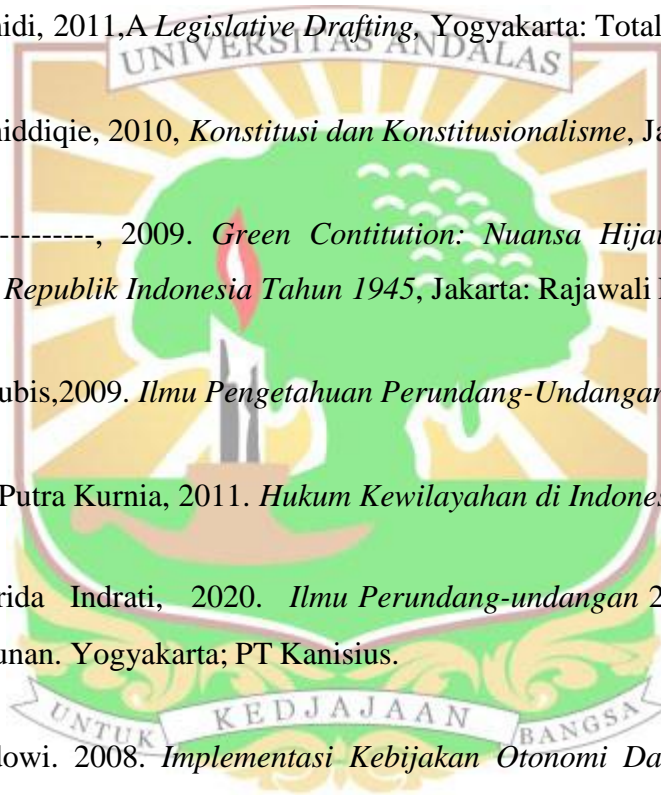 idi, 2011,A Legislative Drafting, Yogyakarta: Total
UNIVERSITAS ANDALAS
iddiqie, 2010, Konstitusi dan Konstitusionalisme, Ja
---------, 2009. Green Contitution: Nuansa Hijau
Republik Indonesia Tahun 1945, Jakarta: Rajawali
ubis,2009. Ilmu Pengetahuan Perundang-Undangan
Putra Kurnia, 2011. Hukum Kewilayahan di Indones
rida Indrati, 2020. Ilmu Perundang-undangan 2
unan. Yogyakarta; PT Kanisius.
UNTUK KEDJAJAAN BANGSA
dowi. 2008. Implementasi Kebijakan Otonomi Da